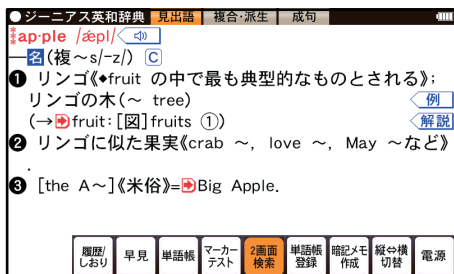 ●ジーニアス英和辞典 見出語 複合・派生 成句
⁑ap·ple /ǽpl/
―名(複~s/-z/) C
❶ リンゴ《◆fruit の中で最も典型的なものとされる》;
リンゴの木(~ tree) 例
(→fruit:[図]fruits ①) 解説
❷ リンゴに似た果実《crab ~, love ~, May ~など》
.
❸ [the A~]《米俗》=Big Apple.
履歴/しおり 早見 単語帳 マーカーテスト 2画面検索 単語帳登録 暗記メモ作成 縦⇔横切替 電源